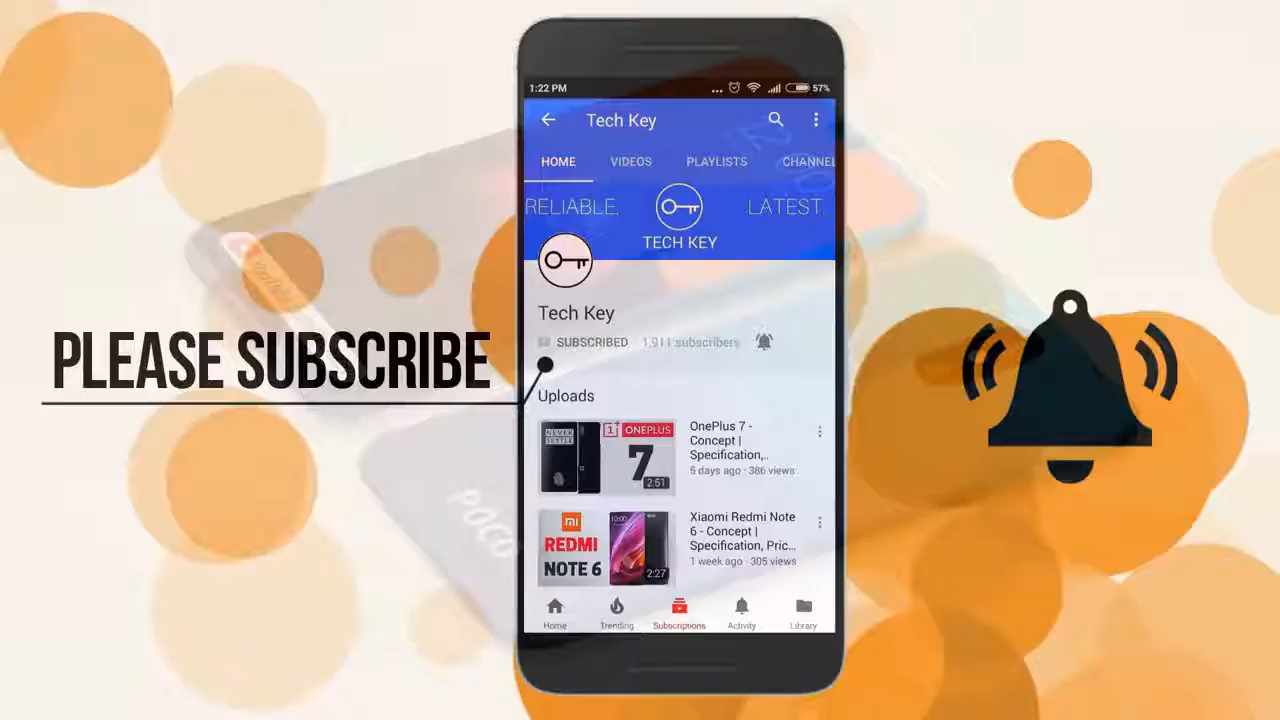 1:22 PM
57%
Tech Key
HOME VIDEOS PLAYLISTS CHANNEL
RELIABLE. LATEST
TECH KEY
Tech Key
SUBSCRIBED 1,911 subscribers
PLEASE SUBSCRIBE
Uploads
NEVER
SETTLE
1+ ONEPLUS
7
2:51
OnePlus 7 -
Concept |
Specification,..
5 days ago · 386 views
mi
REDMI
NOTE 6
2:27
Xiaomi Redmi Note
6 - Concept |
Specification, Pric...
1 week ago · 305 views
POCO
Home Trending Subscriptions Activity Library